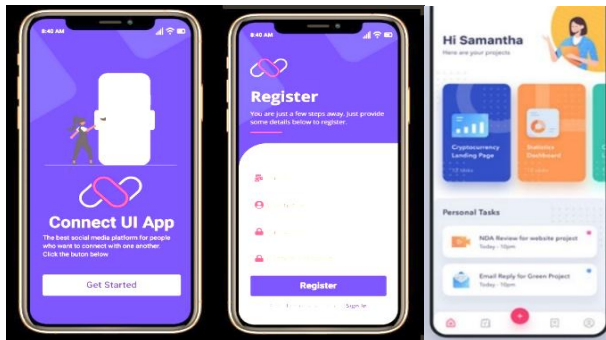 8:40 AM
Connect UI App
The best social media platform for people
who want to connect with one another.
Click the buton below
Get Started
8:40 AM
Register
You are just a few steps away. Just provide
some details below to register.
Register
Sign In
Hi Samantha
Here are your projects
Cryptocurrency
Landing Page
Statistics
Dashboard
Personal Tasks
NDA Review for website project
Today - 10pm
Email Reply for Green Project
Today - 10pm